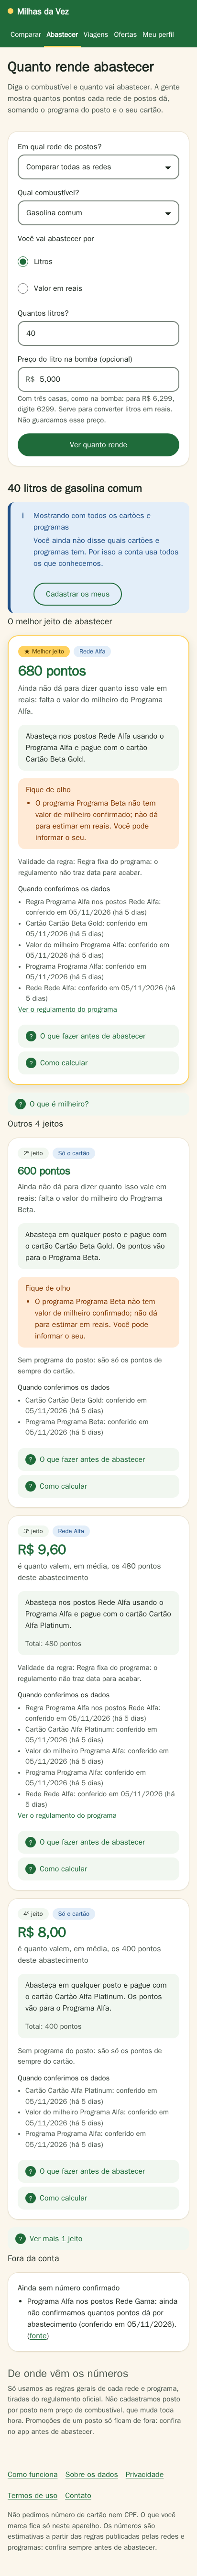 Milhas da Vez
Comparar Abastecer Viagens Ofertas Meu perfil
Quanto rende abastecer
Diga o combustível e quanto vai abastecer. A gente
mostra quantos pontos cada rede de postos dá,
somando o programa do posto e o seu cartão.
Em qual rede de postos?
Comparar todas as redes
Qual combustível?
Gasolina comum
Você vai abastecer por
Litros
Valor em reais
Quantos litros?
40
Preço do litro na bomba (opcional)
R$ 5,000
Com três casas, como na bomba: para R$ 6,299,
digite 6299. Serve para converter litros em reais.
Não guardamos esse preço.
Ver quanto rende
40 litros de gasolina comum
i Mostrando com todos os cartões e
programas
Você ainda não disse quais cartões e
programas tem. Por isso a conta usa todos
os que conhecemos.
Cadastrar os meus
O melhor jeito de abastecer
★ Melhor jeito Rede Alfa
680 pontos
Ainda não dá para dizer quanto isso vale em
reais: falta o valor do milheiro do Programa
Alfa.
Abasteça nos postos Rede Alfa usando o
Programa Alfa e pague com o cartão
Cartão Beta Gold.
Fique de olho
• O programa Programa Beta não tem
valor de milheiro confirmado; não dá
para estimar em reais. Você pode
informar o seu.
Validade da regra: Regra fixa do programa: o
regulamento não traz data para acabar.
Quando conferimos os dados
• Regra Programa Alfa nos postos Rede Alfa:
conferido em 05/11/2026 (há 5 dias)
• Cartão Cartão Beta Gold: conferido em
05/11/2026 (há 5 dias)
• Valor do milheiro Programa Alfa: conferido em
05/11/2026 (há 5 dias)
• Programa Programa Alfa: conferido em
05/11/2026 (há 5 dias)
• Rede Rede Alfa: conferido em 05/11/2026 (há
5 dias)
Ver o regulamento do programa
? O que fazer antes de abastecer
? Como calcular
? O que é milheiro?
Outros 4 jeitos
2º jeito Só o cartão
600 pontos
Ainda não dá para dizer quanto isso vale em
reais: falta o valor do milheiro do Programa
Beta.
Abasteça em qualquer posto e pague com
o cartão Cartão Beta Gold. Os pontos vão
para o Programa Beta.
Fique de olho
• O programa Programa Beta não tem
valor de milheiro confirmado; não dá
para estimar em reais. Você pode
informar o seu.
Sem programa do posto: são só os pontos de
sempre do cartão.
Quando conferimos os dados
• Cartão Cartão Beta Gold: conferido em
05/11/2026 (há 5 dias)
• Programa Programa Beta: conferido em
05/11/2026 (há 5 dias)
? O que fazer antes de abastecer
? Como calcular
3º jeito Rede Alfa
R$ 9,60
é quanto valem, em média, os 480 pontos
deste abastecimento
Abasteça nos postos Rede Alfa usando o
Programa Alfa e pague com o cartão Cartão
Alfa Platinum.
Total: 480 pontos
Validade da regra: Regra fixa do programa: o
regulamento não traz data para acabar.
Quando conferimos os dados
• Regra Programa Alfa nos postos Rede Alfa:
conferido em 05/11/2026 (há 5 dias)
• Cartão Cartão Alfa Platinum: conferido em
05/11/2026 (há 5 dias)
• Valor do milheiro Programa Alfa: conferido em
05/11/2026 (há 5 dias)
• Programa Programa Alfa: conferido em
05/11/2026 (há 5 dias)
• Rede Rede Alfa: conferido em 05/11/2026 (há
5 dias)
Ver o regulamento do programa
? O que fazer antes de abastecer
? Como calcular
4º jeito Só o cartão
R$ 8,00
é quanto valem, em média, os 400 pontos
deste abastecimento
Abasteça em qualquer posto e pague com
o cartão Cartão Alfa Platinum. Os pontos
vão para o Programa Alfa.
Total: 400 pontos
Sem programa do posto: são só os pontos de
sempre do cartão.
Quando conferimos os dados
• Cartão Cartão Alfa Platinum: conferido em
05/11/2026 (há 5 dias)
• Valor do milheiro Programa Alfa: conferido em
05/11/2026 (há 5 dias)
• Programa Programa Alfa: conferido em
05/11/2026 (há 5 dias)
? O que fazer antes de abastecer
? Como calcular
? Ver mais 1 jeito
Fora da conta
Ainda sem número confirmado
• Programa Alfa nos postos Rede Gama: ainda
não confirmamos quantos pontos dá por
abastecimento (conferido em 05/11/2026).
(fonte)
De onde vêm os números
Só usamos as regras gerais de cada rede e programa,
tiradas do regulamento oficial. Não cadastramos posto
por posto nem preço de combustível, que muda toda
hora. Promoções de um posto só ficam de fora: confira
no app antes de abastecer.
Como funciona Sobre os dados Privacidade
Termos de uso Contato
Não pedimos número de cartão nem CPF. O que você
marca fica só neste aparelho. Os números são
estimativas a partir das regras publicadas pelas redes e
programas: confira sempre antes de abastecer.